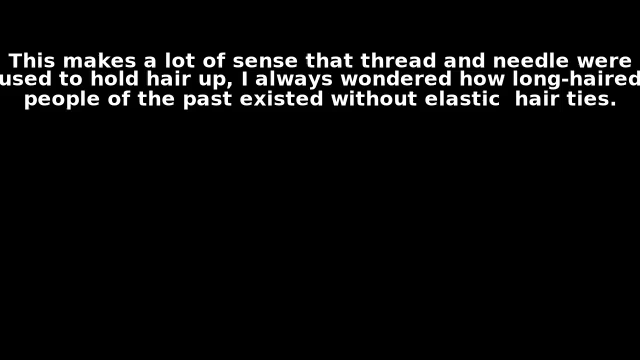 This makes a lot of sense that thread and needle were
used to hold hair up, I always wondered how long-haired
people of the past existed without elastic  hair ties.